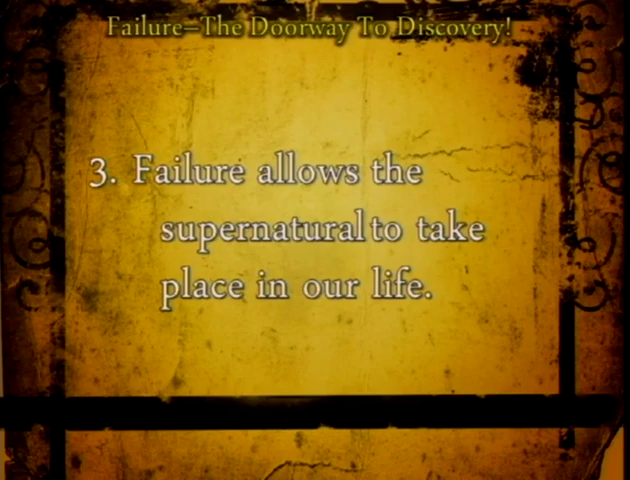 Failure–The Doorway To Discovery!
3. Failure allows the
supernatural to take
place in our life.